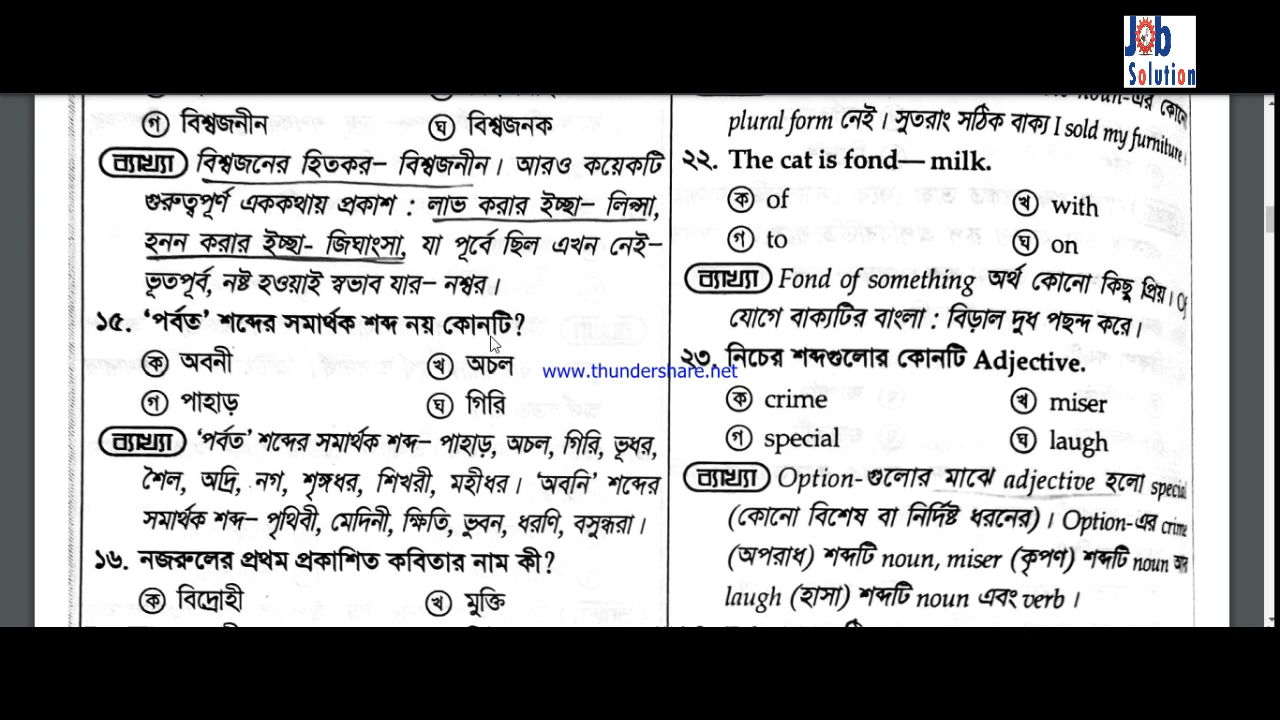 Job
Solution
গ বিশ্বজনীন ঘ বিশ্বজনক
ব্যাখ্যা বিশ্বজনের হিতকর– বিশ্বজনীন। আরও কয়েকটি
গুরুত্বপূর্ণ এককথায় প্রকাশ : লাভ করার ইচ্ছা– লিপ্সা,
হনন করার ইচ্ছা- জিঘাংসা, যা পূর্বে ছিল এখন নেই–
ভূতপূর্ব, নষ্ট হওয়াই স্বভাব যার– নশ্বর।
১৫. ‘পর্বত’ শব্দের সমার্থক শব্দ নয় কোনটি?
ক অবনী খ অচল
গ পাহাড় ঘ গিরি
ব্যাখ্যা ‘পর্বত’ শব্দের সমার্থক শব্দ– পাহাড়, অচল, গিরি, ভূধর,
শৈল, অদ্রি, নগ, শৃঙ্গধর, শিখরী, মহীধর। ‘অবনি’ শব্দের
সমার্থক শব্দ– পৃথিবী, মেদিনী, ক্ষিতি, ভুবন, ধরণি, বসুন্ধরা।
১৬. নজরুলের প্রথম প্রকাশিত কবিতার নাম কী?
ক বিদ্রোহী খ মুক্তি
www.thundershare.net
noun-এর কোনো
plural form নেই। সুতরাং সঠিক বাক্য I sold my furniture।
২২. The cat is fond— milk.
ক of খ with
গ to ঘ on
ব্যাখ্যা Fond of something অর্থ কোনো কিছু প্রিয়। Of
যোগে বাক্যটির বাংলা : বিড়াল দুধ পছন্দ করে।
২৩. নিচের শব্দগুলোর কোনটি Adjective.
ক crime খ miser
গ special ঘ laugh
ব্যাখ্যা Option-গুলোর মাঝে adjective হলো special
(কোনো বিশেষ বা নির্দিষ্ট ধরনের)। Option-এর crime
(অপরাধ) শব্দটি noun, miser (কৃপণ) শব্দটি noun আর
laugh (হাসা) শব্দটি noun এবং verb।